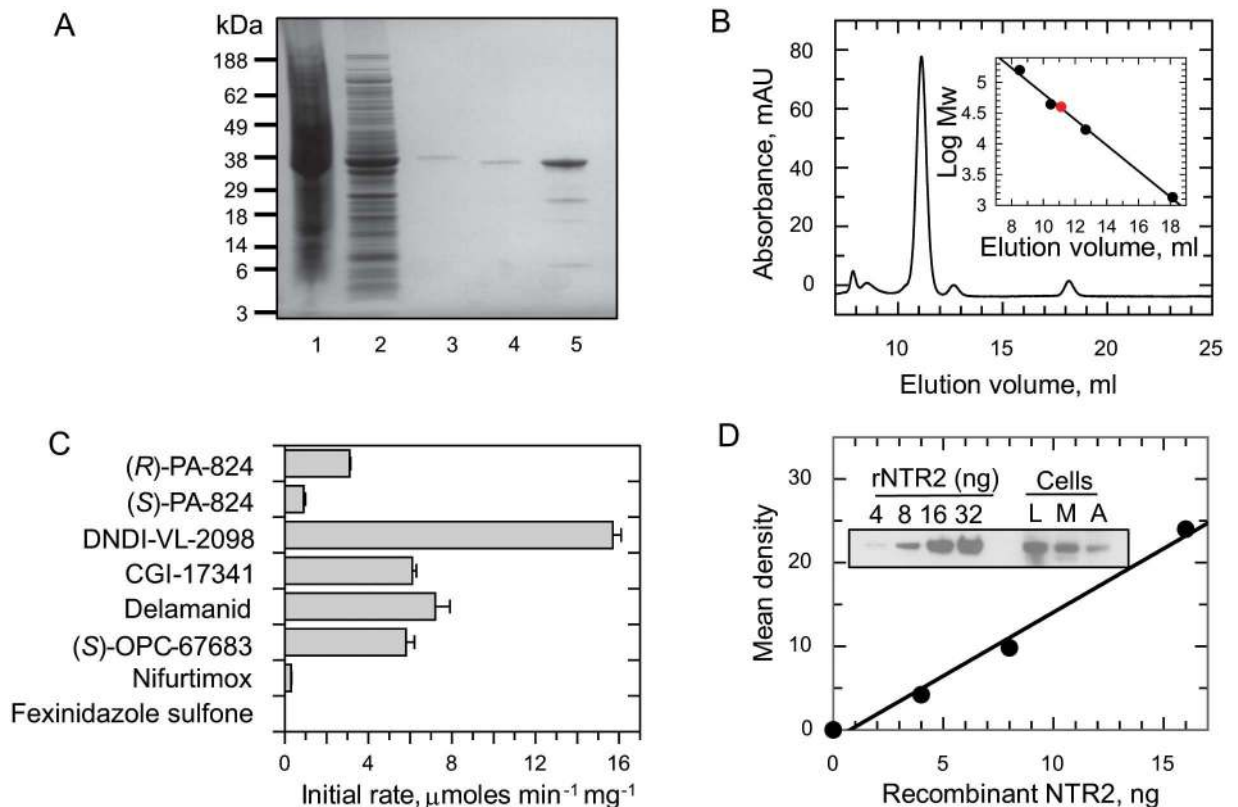 A
kDa
188
62
49
38
29
18
14
6
3
1 2 3 4 5
B
Absorbance, mAU
80
60
40
20
0
10 15 20 25
Elution volume, ml
Log Mw
5
4.5
4
3.5
3
8 10 12 14 16 18
Elution volume, ml
C
(R)-PA-824
(S)-PA-824
DNDI-VL-2098
CGI-17341
Delamanid
(S)-OPC-67683
Nifurtimox
Fexinidazole sulfone
0 4 8 12 16
Initial rate, μmoles min⁻¹ mg⁻¹
D
Mean density
30
20
10
0
rNTR2 (ng)
4 8 16 32
Cells
L M A
0 5 10 15
Recombinant NTR2, ng